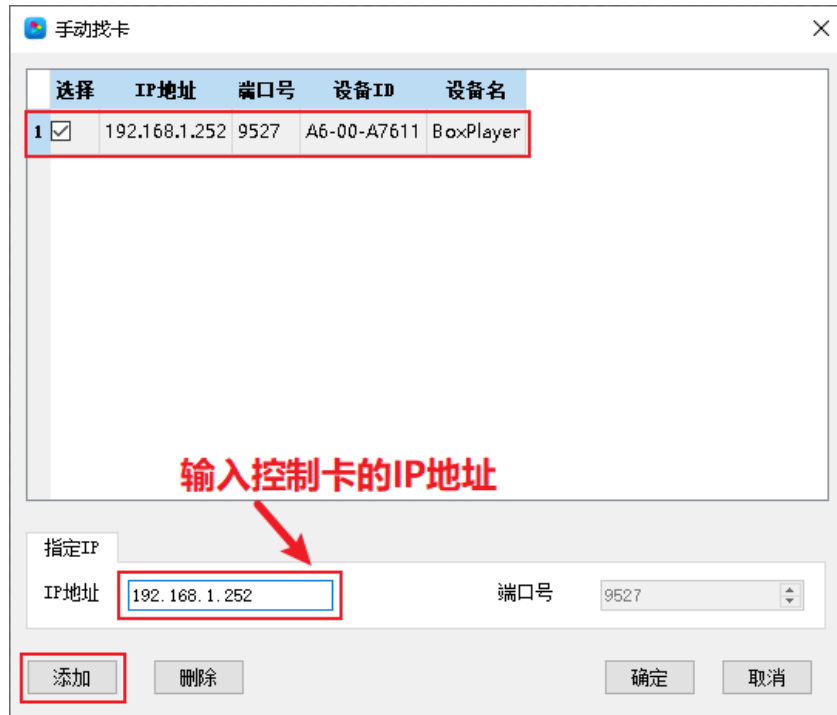 手动找卡
选择 IP地址 端口号 设备ID 设备名
1 192.168.1.252 9527 A6-00-A7611 BoxPlayer
输入控制卡的IP地址
指定IP
IP地址 192.168.1.252 端口号 9527
添加 删除 确定 取消